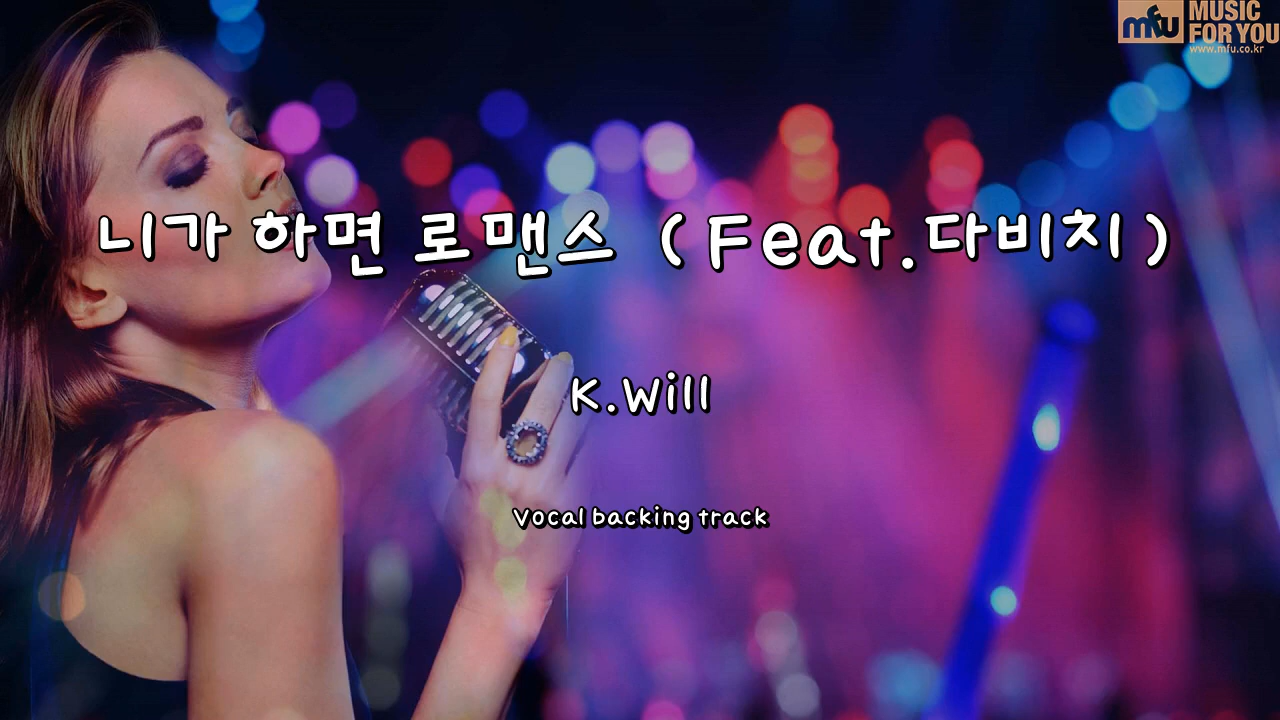 mfu MUSIC
FOR YOU
www.mfu.co.kr
니가 하면 로맨스 (Feat.다비치)
K.Will
Vocal backing track